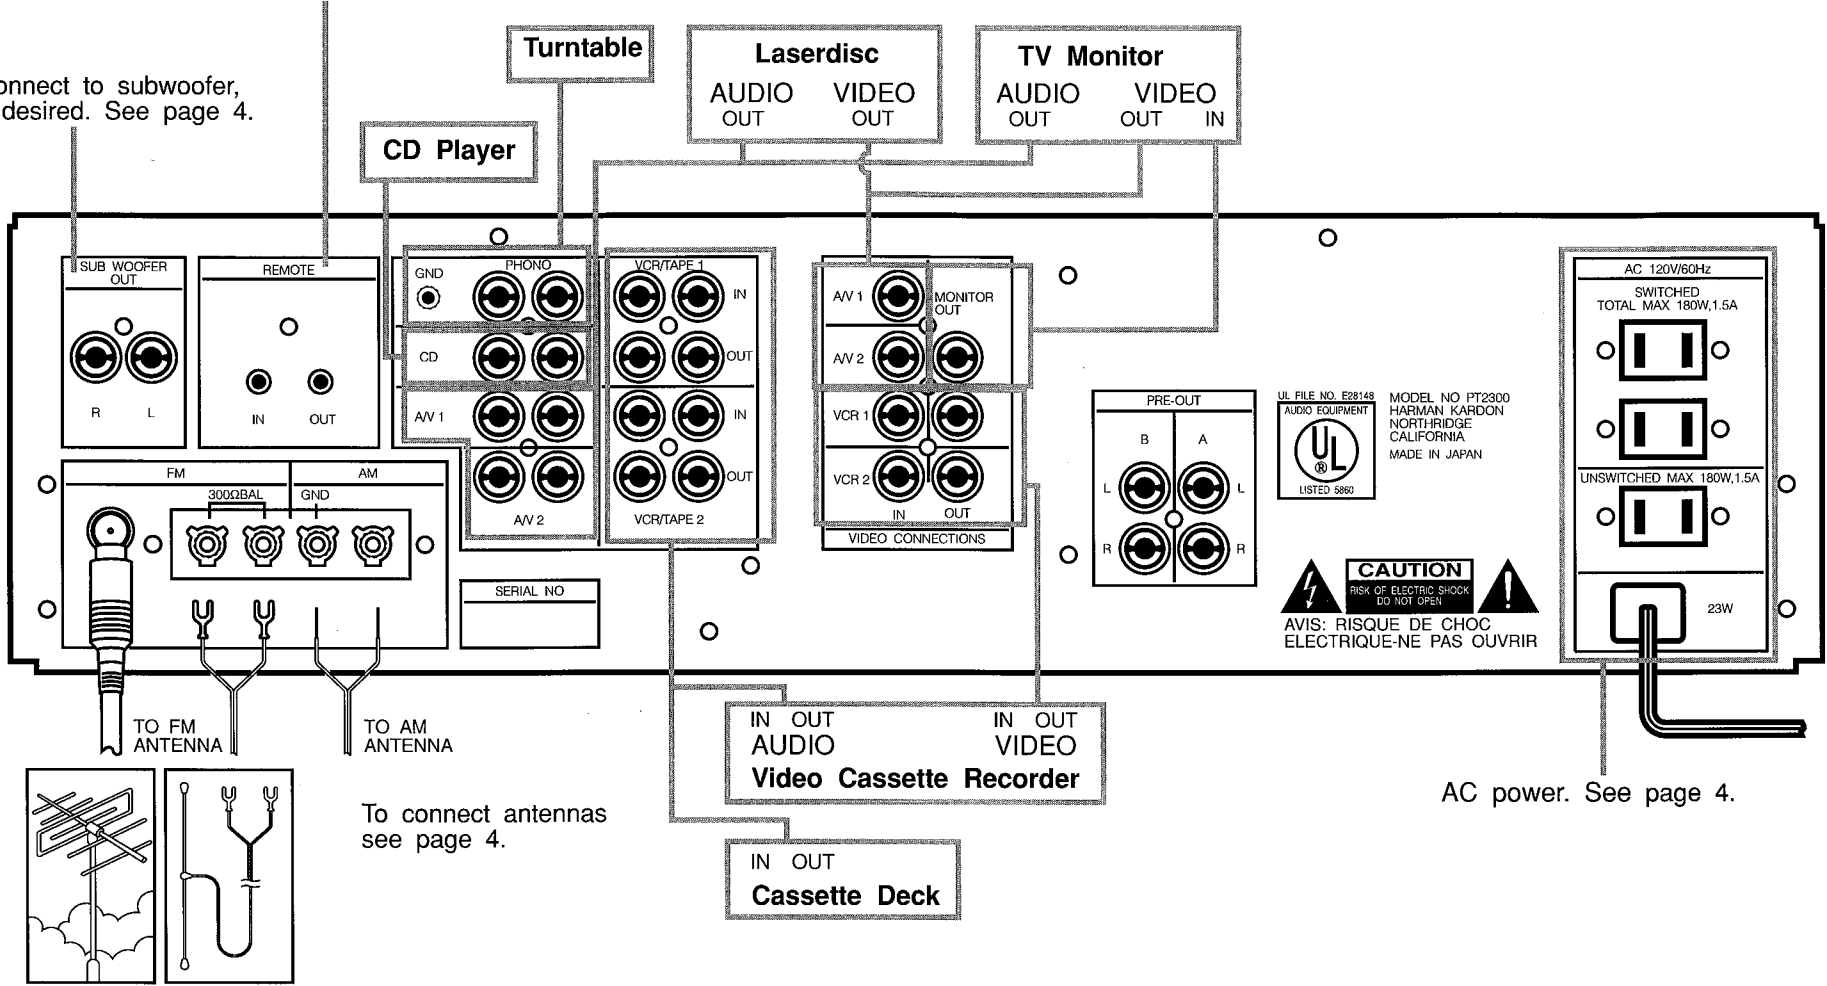 Turntable
Laserdisc
AUDIO VIDEO
OUT OUT
TV Monitor
AUDIO VIDEO
OUT OUT IN
onnect to subwoofer,
desired. See page 4.
CD Player
SUB WOOFER
OUT
R L
REMOTE
IN OUT
GND
PHONO
CD
A/V 1
A/V 2
VCR/TAPE 1
IN
OUT
IN
OUT
VCR/TAPE 2
A/V 1
MONITOR
OUT
A/V 2
VCR 1
VCR 2
IN OUT
VIDEO CONNECTIONS
PRE-OUT
B A
L L
R R
UL FILE NO. E28148
AUDIO EQUIPMENT
UL
®
LISTED 5860
MODEL NO PT2300
HARMAN KARDON
NORTHRIDGE
CALIFORNIA
MADE IN JAPAN
CAUTION
RISK OF ELECTRIC SHOCK
DO NOT OPEN
AVIS: RISQUE DE CHOC
ELECTRIQUE-NE PAS OUVRIR
AC 120V/60Hz
SWITCHED
TOTAL MAX 180W,1.5A
UNSWITCHED MAX 180W,1.5A
23W
FM AM
300ΩBAL GND
SERIAL NO
TO FM
ANTENNA
TO AM
ANTENNA
To connect antennas
see page 4.
IN OUT IN OUT
AUDIO VIDEO
Video Cassette Recorder
IN OUT
Cassette Deck
AC power. See page 4.